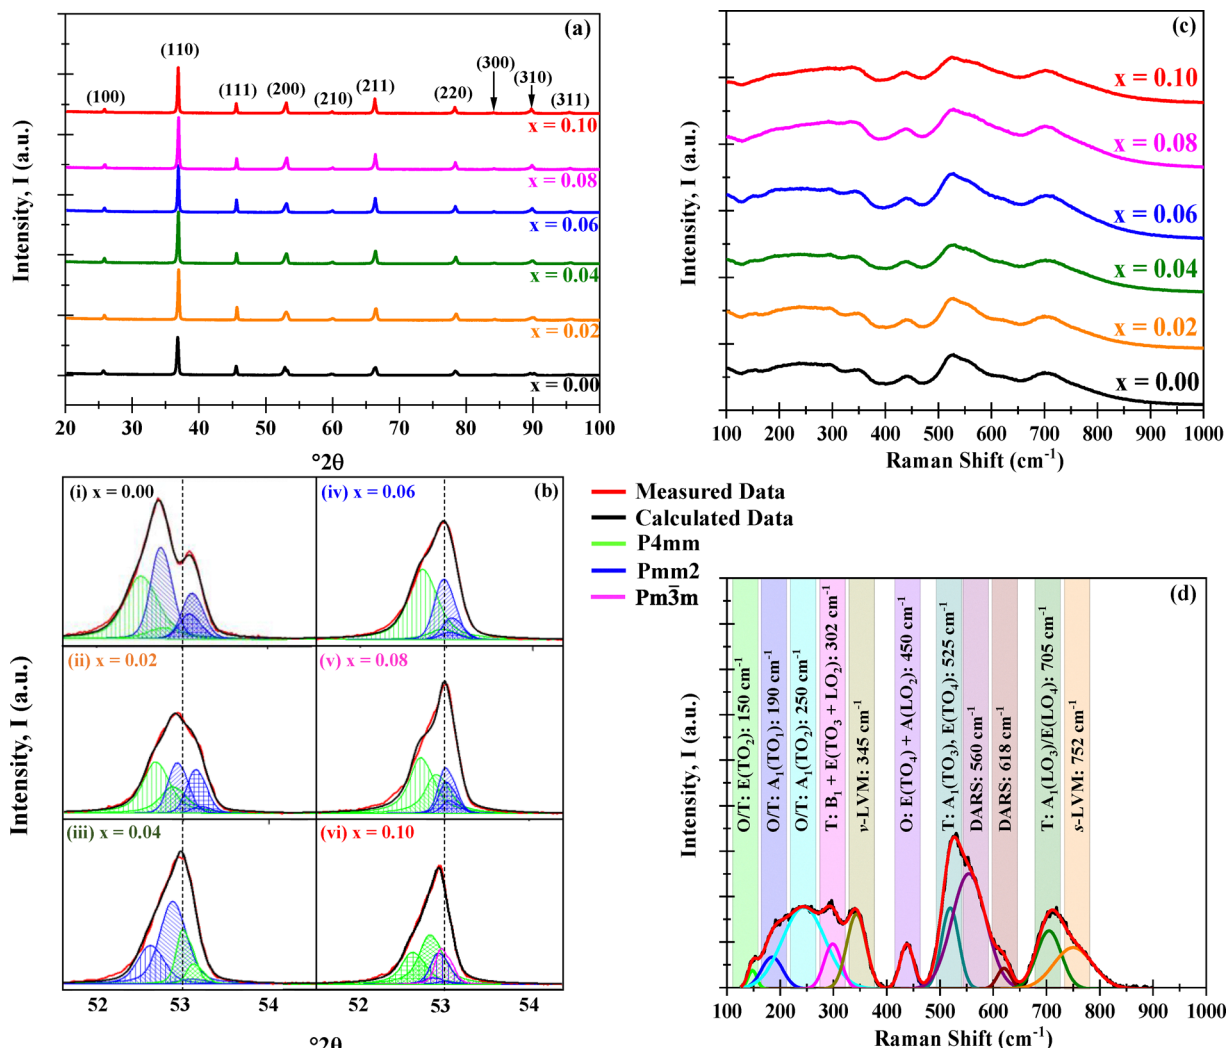 (a)
(110)
(100)
(111)
(200)
(210)
(211)
(220)
(300)
(310)
(311)
x = 0.10
x = 0.08
x = 0.06
x = 0.04
x = 0.02
x = 0.00
Intensity, I (a.u.)
20 30 40 50 60 70 80 90 100
°2θ
(c)
x = 0.10
x = 0.08
x = 0.06
x = 0.04
x = 0.02
x = 0.00
Intensity, I (a.u.)
100 200 300 400 500 600 700 800 900 1000
Raman Shift (cm⁻¹)
(b)
(i) x = 0.00
(iv) x = 0.06
(ii) x = 0.02
(v) x = 0.08
(iii) x = 0.04
(vi) x = 0.10
Intensity, I (a.u.)
52 53 54 52 53 54
°2θ
Measured Data
Calculated Data
P4mm
Pmm2
Pm3̄m
(d)
O/T: E(TO₂): 150 cm⁻¹
O/T: A₁(TO₁): 190 cm⁻¹
O/T: A₁(TO₂): 250 cm⁻¹
T: B₁ + E(TO₃ + LO₂): 302 cm⁻¹
v-LVM: 345 cm⁻¹
O: E(TO₄) + A(LO₂): 450 cm⁻¹
T: A₁(TO₃), E(TO₄): 525 cm⁻¹
DARS: 560 cm⁻¹
DARS: 618 cm⁻¹
T: A₁(LO₃)/E(LO₄): 705 cm⁻¹
s-LVM: 752 cm⁻¹
Intensity, I (a.u.)
100 200 300 400 500 600 700 800 900 1000
Raman Shift (cm⁻¹)